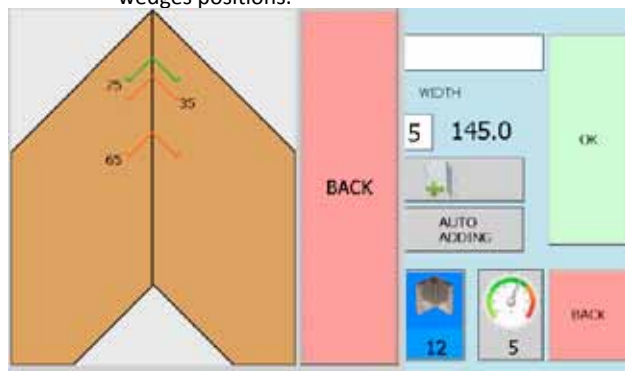 wedges positions.
75
35
65
BACK
WIDTH
5 145.0
OK
AUTO
ADDING
12
5
BACK